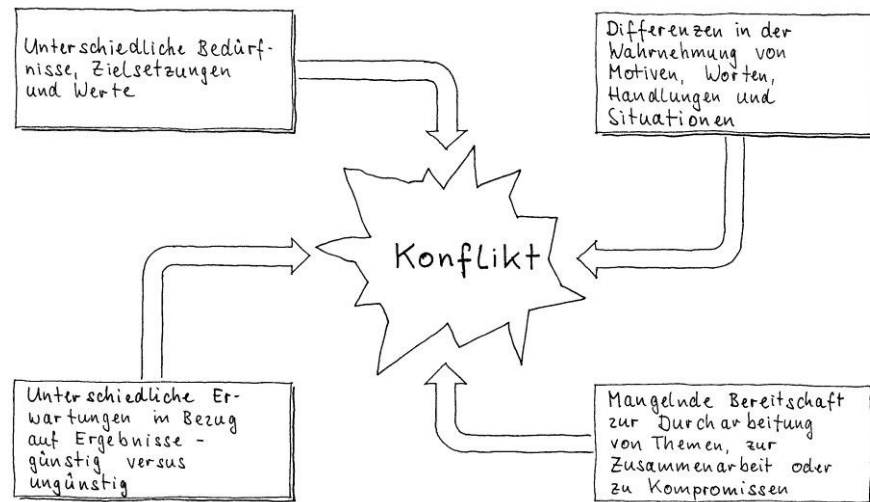 Unterschiedliche Bedürf-
nisse, Zielsetzungen
und Werte
Differenzen in der
Wahrnehmung von
Motiven, Worten,
Handlungen und
Situationen
Konflikt
Unterschiedliche Er-
wartungen in Bezug
auf Ergebnisse -
günstig versus
ungünstig
Mangelnde Bereitschaft
zur Durcharbeitung
von Themen, zur
Zusammenarbeit oder
zu Kompromissen